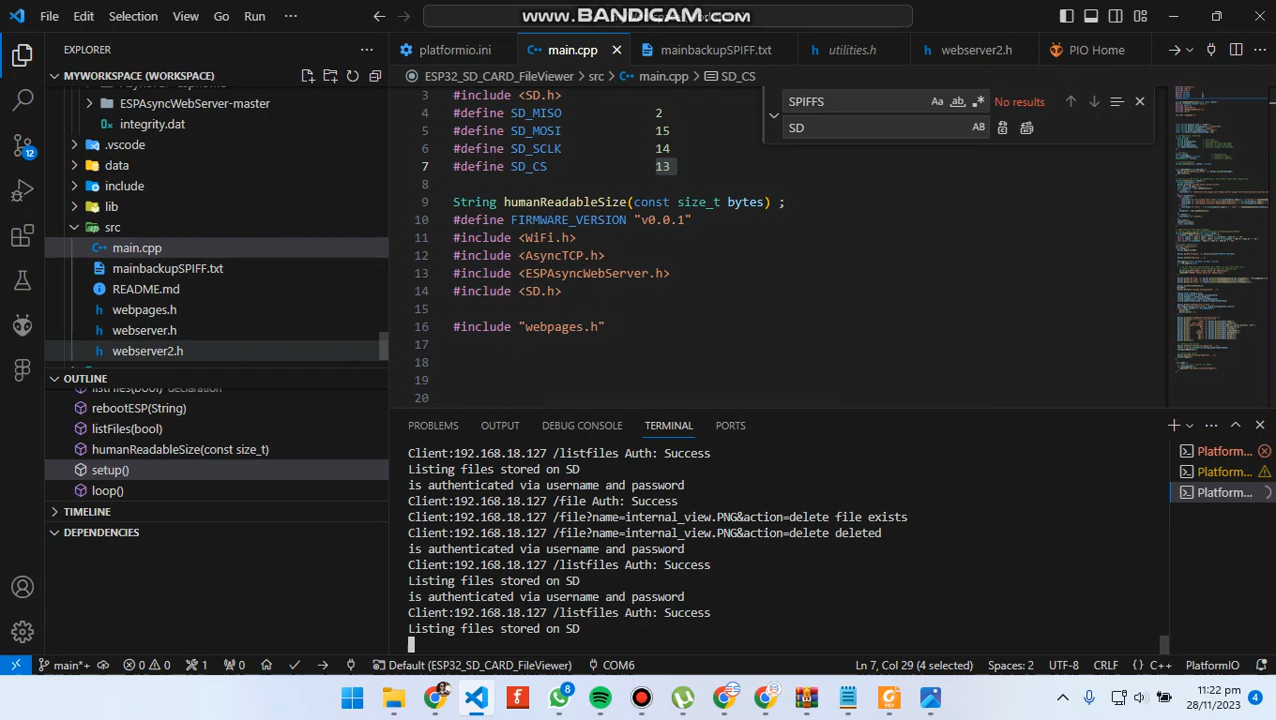 File Edit Selection View Go Run ...
www.BANDICAM.com
EXPLORER
MYWORKSPACE (WORKSPACE)
ESPAsyncWebServer-master
integrity.dat
.vscode
data
include
lib
src
main.cpp
mainbackupSPIFF.txt
README.md
webpages.h
webserver.h
webserver2.h
OUTLINE
listFiles(bool) declaration
rebootESP(String)
listFiles(bool)
humanReadableSize(const size_t)
setup()
loop()
TIMELINE
DEPENDENCIES
12
platformio.ini main.cpp mainbackupSPIFF.txt utilities.h webserver2.h PIO Home
ESP32_SD_CARD_FileViewer > src > main.cpp > SD_CS
3 #include <SD.h>
4 #define SD_MISO 2
5 #define SD_MOSI 15
6 #define SD_SCLK 14
7 #define SD_CS 13
8
9 String humanReadableSize(const size_t bytes) ;
10 #define FIRMWARE_VERSION "v0.0.1"
11 #include <WiFi.h>
12 #include <AsyncTCP.h>
13 #include <ESPAsyncWebServer.h>
14 #include <SD.h>
15
16 #include "webpages.h"
17
18
19
20
SPIFFS Aa ab .* No results
SD AB
PROBLEMS OUTPUT DEBUG CONSOLE TERMINAL PORTS
Client:192.168.18.127 /listfiles Auth: Success
Listing files stored on SD
is authenticated via username and password
Client:192.168.18.127 /file Auth: Success
Client:192.168.18.127 /file?name=internal_view.PNG&action=delete file exists
Client:192.168.18.127 /file?name=internal_view.PNG&action=delete deleted
is authenticated via username and password
Client:192.168.18.127 /listfiles Auth: Success
Listing files stored on SD
is authenticated via username and password
Client:192.168.18.127 /listfiles Auth: Success
Listing files stored on SD
Platform...
Platform...
Platform...
main*+ 0 0 1 0 Default (ESP32_SD_CARD_FileViewer) COM6 Ln 7, Col 29 (4 selected) Spaces: 2 UTF-8 CRLF {} C++ PlatformIO
8
11:22 pm
28/11/2023
4